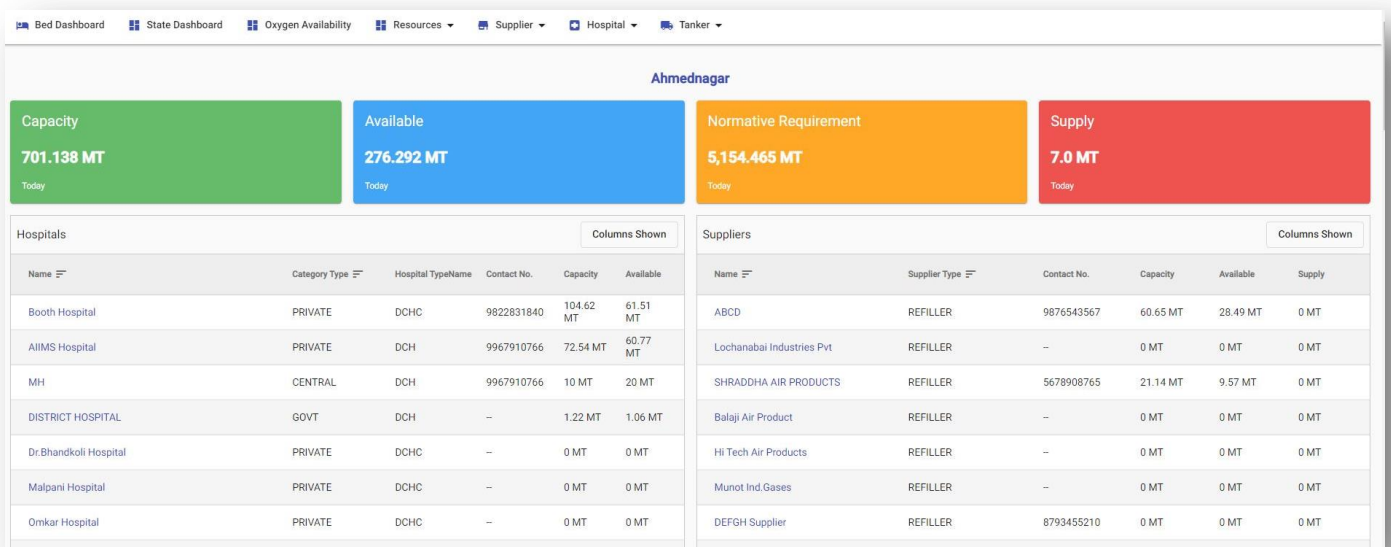 Bed Dashboard State Dashboard Oxygen Availability Resources Supplier Hospital Tanker
Ahmednagar
Capacity
701.138 MT
Today
Available
276.292 MT
Today
Normative Requirement
5,154.465 MT
Today
Supply
7.0 MT
Today
Hospitals Columns Shown
Name Category Type Hospital TypeName Contact No. Capacity Available
Booth Hospital PRIVATE DCHC 9822831840 104.62 MT 61.51 MT
AIIMS Hospital PRIVATE DCH 9967910766 72.54 MT 60.77 MT
MH CENTRAL DCH 9967910766 10 MT 20 MT
DISTRICT HOSPITAL GOVT DCH -- 1.22 MT 1.06 MT
Dr.Bhandkoli Hospital PRIVATE DCHC -- 0 MT 0 MT
Malpani Hospital PRIVATE DCHC -- 0 MT 0 MT
Omkar Hospital PRIVATE DCHC -- 0 MT 0 MT
Suppliers Columns Shown
Name Supplier Type Contact No. Capacity Available Supply
ABCD REFILLER 9876543567 60.65 MT 28.49 MT 0 MT
Lochanabai Industries Pvt REFILLER -- 0 MT 0 MT 0 MT
SHRADDHA AIR PRODUCTS REFILLER 5678908765 21.14 MT 9.57 MT 0 MT
Balaji Air Product REFILLER -- 0 MT 0 MT 0 MT
Hi Tech Air Products REFILLER -- 0 MT 0 MT 0 MT
Munot Ind.Gases REFILLER -- 0 MT 0 MT 0 MT
DEFGH Supplier REFILLER 8793455210 0 MT 0 MT 0 MT